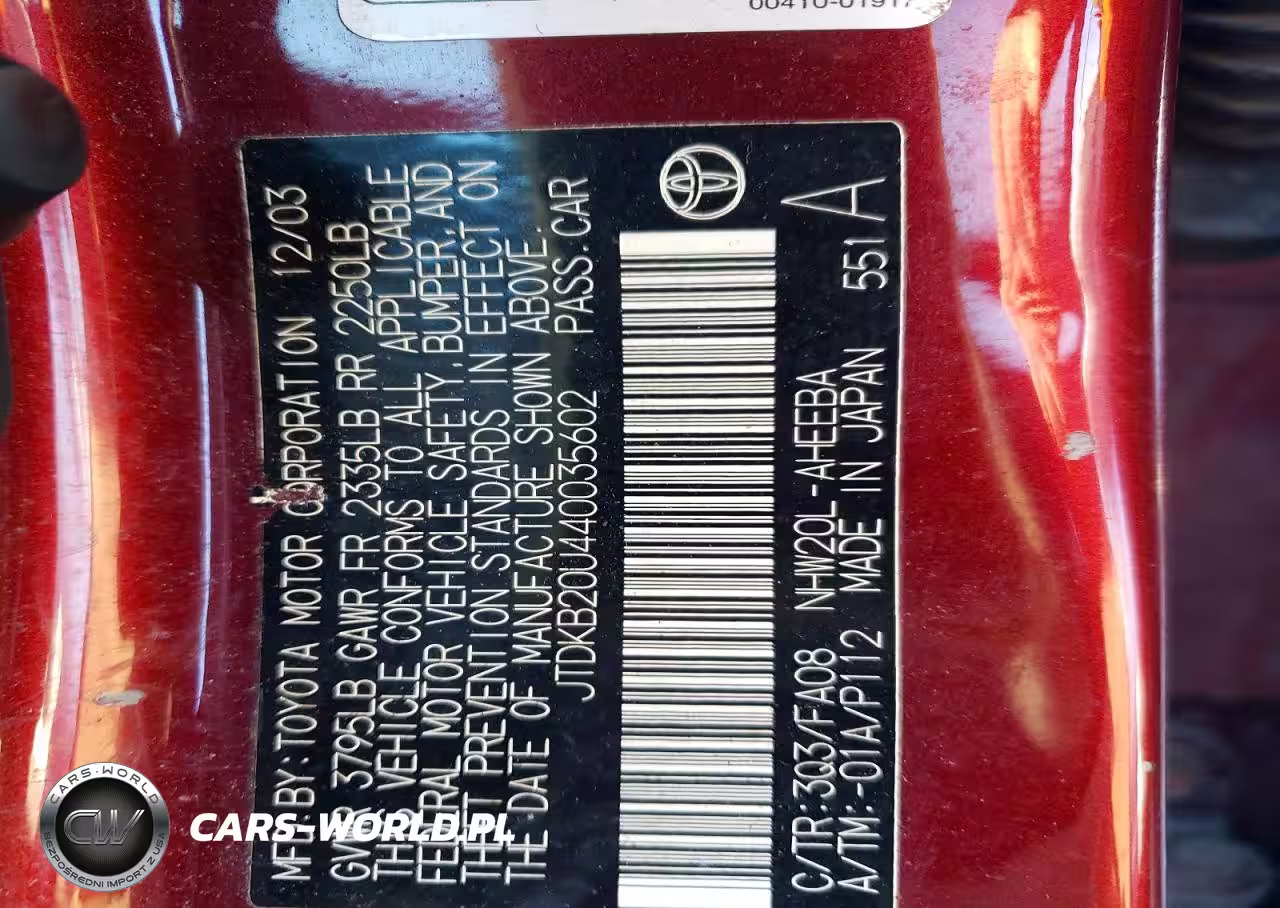 MFD.BY:TOYOTA MOTOR CORPORATION 12/03
GVWR 3795LB GAWR FR 2335LB RR 2250LB
THIS VEHICLE CONFORMS TO ALL APPLICABLE
FEDERAL MOTOR VEHICLE SAFETY, BUMPER, AND
THEFT PREVENTION STANDARDS IN EFFECT ON
THE DATE OF MANUFACTURE SHOWN ABOVE.
JTDKB20U440035602 PASS.CAR
C/TR:3Q3/FA08 NHW20L-AHEEBA
A/TM:-01A/P112 MADE IN JAPAN 551 A
CARS-WORLD
CW
BEZPOŚREDNI IMPORT Z USA
CARS-WORLD.PL